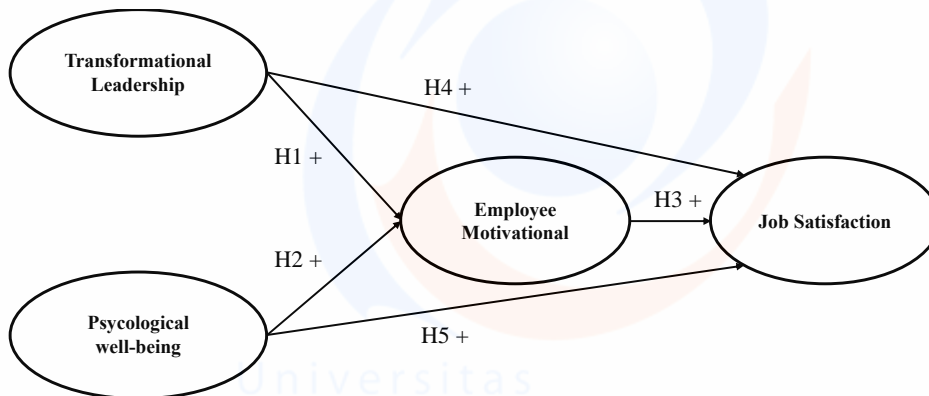 Transformational
Leadership
H4 +
H1 +
Employee
Motivational
H3 +
Job Satisfaction
H2 +
Psycological
well-being
H5 +
Universitas